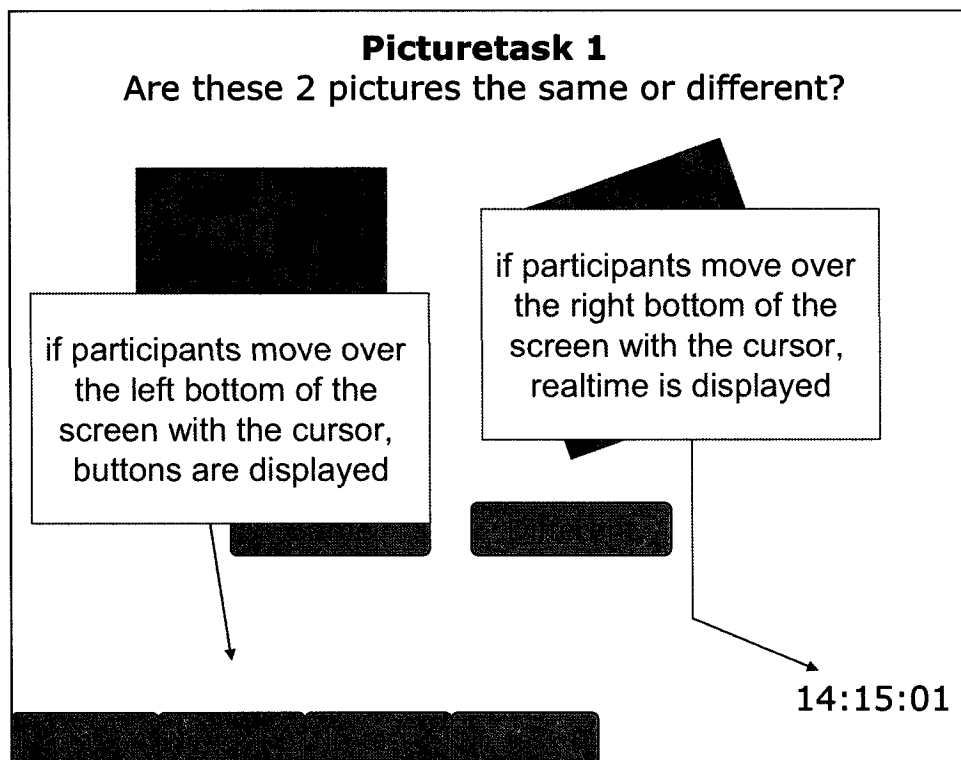 Picturetask 1
Are these 2 pictures the same or different?
if participants move over
the left bottom of the
screen with the cursor,
buttons are displayed
if participants move over
the right bottom of the
screen with the cursor,
realtime is displayed
14:15:01